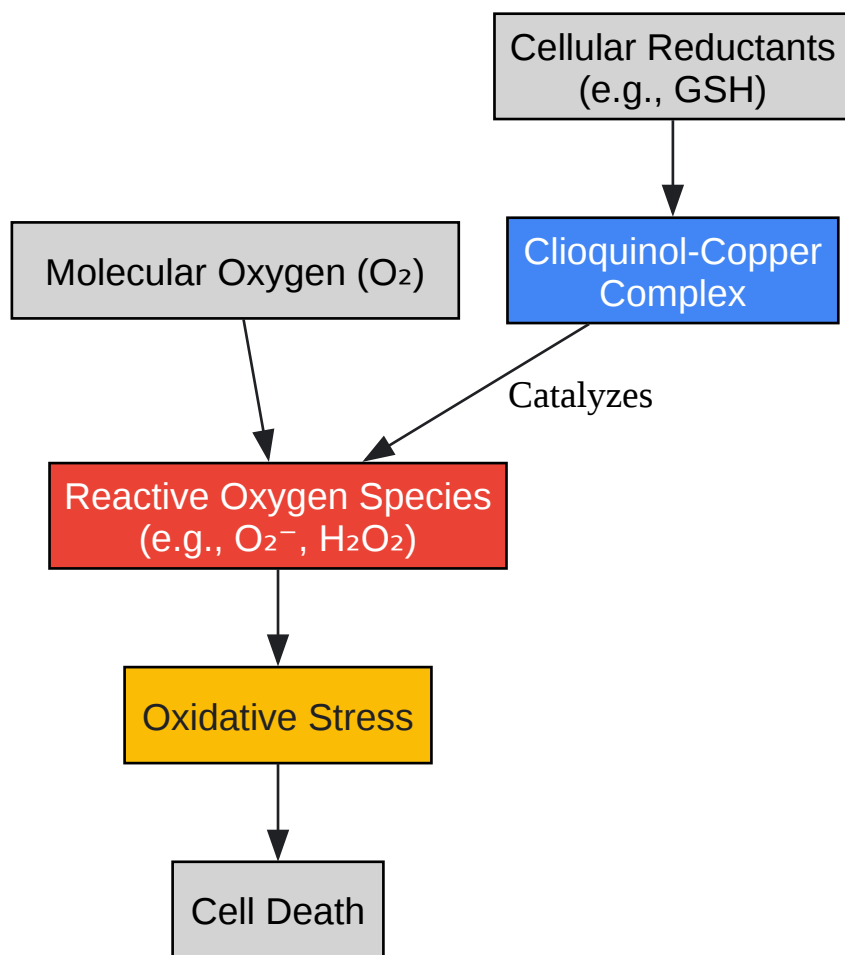 Cellular Reductants
(e.g., GSH)
Molecular Oxygen (O₂)
Clioquinol-Copper
Complex
Catalyzes
Reactive Oxygen Species
(e.g., O₂⁻, H₂O₂)
Oxidative Stress
Cell Death